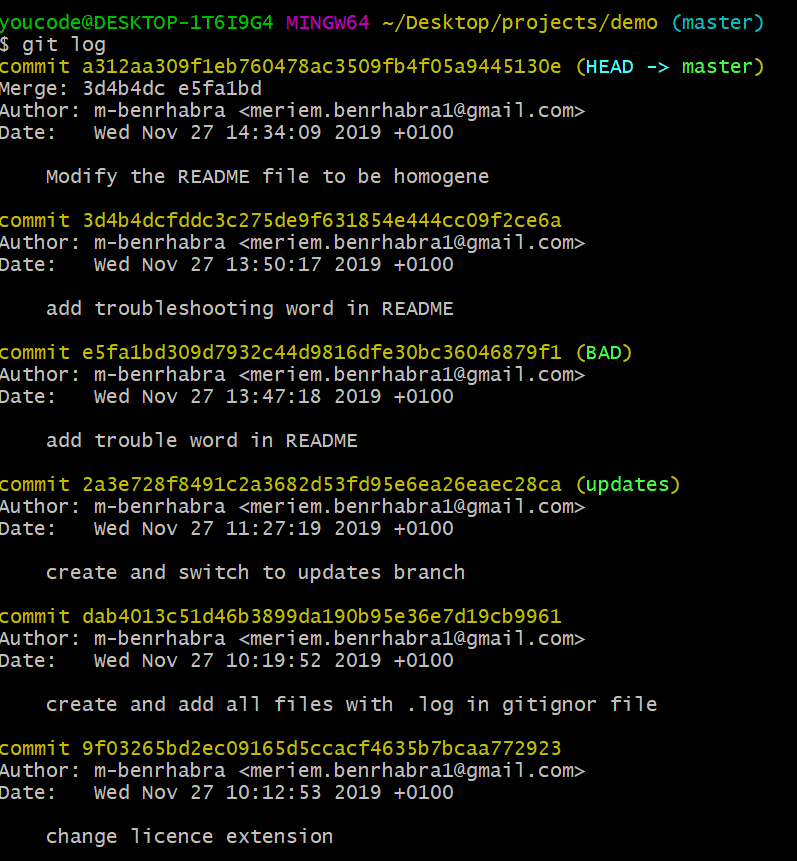 youcode@DESKTOP-1T6I9G4 MINGW64 ~/Desktop/projects/demo (master)
$ git log
commit a312aa309f1eb760478ac3509fb4f05a9445130e (HEAD -> master)
Merge: 3d4b4dc e5fa1bd
Author: m-benrhabra <meriem.benrhabra1@gmail.com>
Date:   Wed Nov 27 14:34:09 2019 +0100

    Modify the README file to be homogene

commit 3d4b4dcfddc3c275de9f631854e444cc09f2ce6a
Author: m-benrhabra <meriem.benrhabra1@gmail.com>
Date:   Wed Nov 27 13:50:17 2019 +0100

    add troubleshooting word in README

commit e5fa1bd309d7932c44d9816dfe30bc36046879f1 (BAD)
Author: m-benrhabra <meriem.benrhabra1@gmail.com>
Date:   Wed Nov 27 13:47:18 2019 +0100

    add trouble word in README

commit 2a3e728f8491c2a3682d53fd95e6ea26eaec28ca (updates)
Author: m-benrhabra <meriem.benrhabra1@gmail.com>
Date:   Wed Nov 27 11:27:19 2019 +0100

    create and switch to updates branch

commit dab4013c51d46b3899da190b95e36e7d19cb9961
Author: m-benrhabra <meriem.benrhabra1@gmail.com>
Date:   Wed Nov 27 10:19:52 2019 +0100

    create and add all files with .log in gitignor file

commit 9f03265bd2ec09165d5ccacf4635b7bcaa772923
Author: m-benrhabra <meriem.benrhabra1@gmail.com>
Date:   Wed Nov 27 10:12:53 2019 +0100

    change licence extension